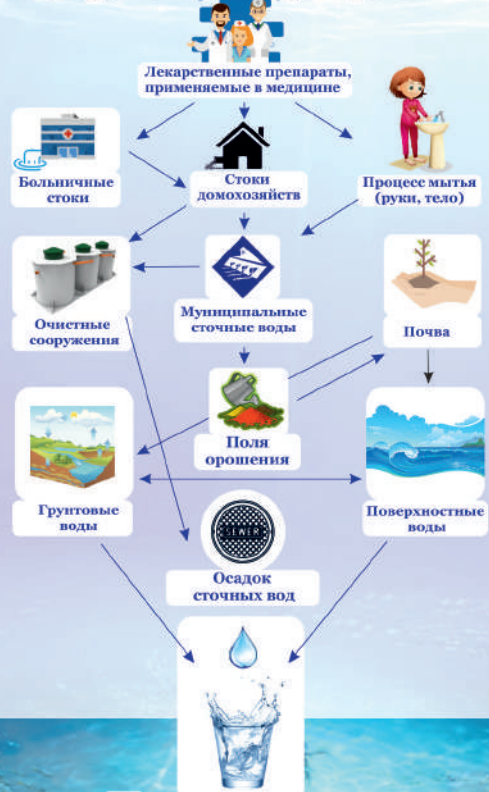 Лекарственные препараты,
применяемые в медицине
Больничные
стоки
Стоки
домохозяйств
Процесс мытья
(руки, тело)
Очистные
сооружения
Муниципальные
сточные воды
Почва
Поля
орошения
Грунтовые
воды
Поверхностные
воды
SEWER
Осадок
сточных вод